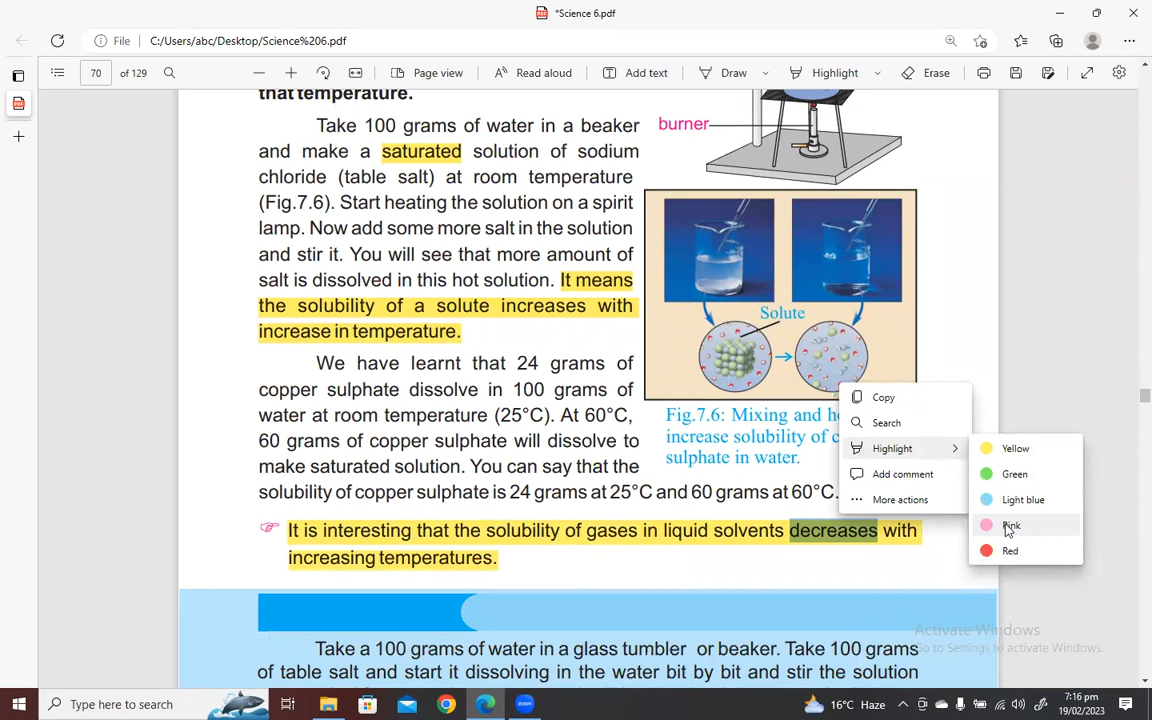 *Science 6.pdf
File
C:/Users/abc/Desktop/Science%206.pdf
70 of 129
Page view
Read aloud
Add text
Draw
Highlight
Erase
that temperature.
Take 100 grams of water in a beaker
and make a saturated solution of sodium
chloride (table salt) at room temperature
(Fig.7.6). Start heating the solution on a spirit
lamp. Now add some more salt in the solution
and stir it. You will see that more amount of
salt is dissolved in this hot solution. It means
the solubility of a solute increases with
increase in temperature.
burner
Solute
Fig.7.6: Mixing and
increase solubility of
sulphate in water.
We have learnt that 24 grams of
copper sulphate dissolve in 100 grams of
water at room temperature (25°C). At 60°C,
60 grams of copper sulphate will dissolve to
make saturated solution. You can say that the
solubility of copper sulphate is 24 grams at 25°C and 60 grams at 60°C.
It is interesting that the solubility of gases in liquid solvents decreases with
increasing temperatures.
Take a 100 grams of water in a glass tumbler or beaker. Take 100 grams
of table salt and start it dissolving in the water bit by bit and stir the solution
Copy
Search
Highlight
Add comment
More actions
Yellow
Green
Light blue
Pink
Red
Activate Windows
Go to Settings to activate Windows.
Type here to search
zoom
16°C Haze
7:16 pm
19/02/2023